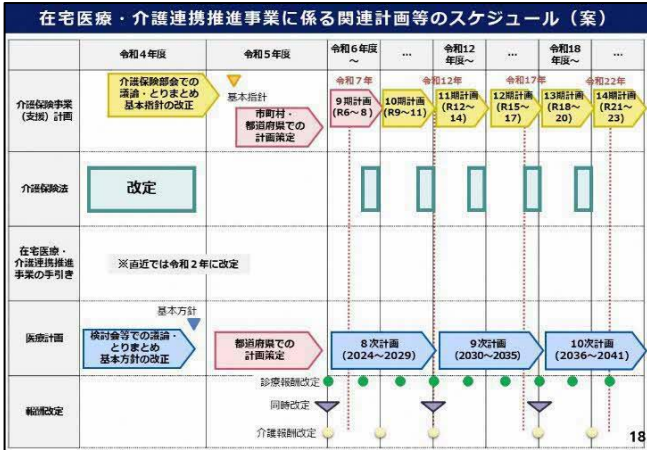 在宅医療・介護連携推進事業に係る関連計画等のスケジュール（案）
令和４年度
令和５年度
令和６年度
～
…
令和12
年度～
…
令和18
年度～
…
介護保険事業
（支援）計画
介護保険部会での
議論・とりまとめ
基本指針の改正
基本指針
市町村・
都道府県での
計画策定
令和７年
令和12年
令和17年
令和22年
９期計画
（R6～８）
10期計画
（R9～11）
11期計画
（R12～
14）
12期計画
（R15～
17）
13期計画
（R18～
20）
14期計画
（R21～
23）
介護保険法
改定
在宅医療・
介護連携推進
事業の手引き
※直近では令和２年に改定
医療計画
基本方針
検討会等での議論・
とりまとめ
基本方針の改正
都道府県での
計画策定
８次計画
（2024～2029）
９次計画
（2030～2035）
10次計画
（2036～2041）
報酬改定
診療報酬改定
同時改定
介護報酬改定
18